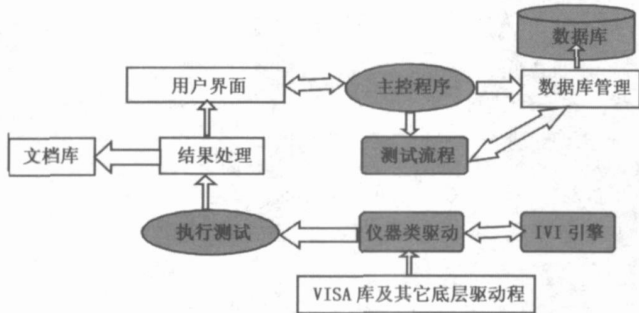 数据库
用户界面
主控程序
数据库管理
文档库
结果处理
测试流程
执行测试
仪器类驱动
IVI 引擎
VISA 库及其它底层驱动程